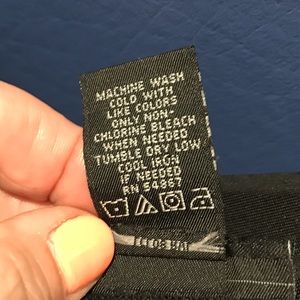 MACHINE WASH
COLD WITH
LIKE COLORS
ONLY NON-
CHLORINE BLEACH
WHEN NEEDED
TUMBLE DRY LOW
COOL IRON
IF NEEDED
RN 54867